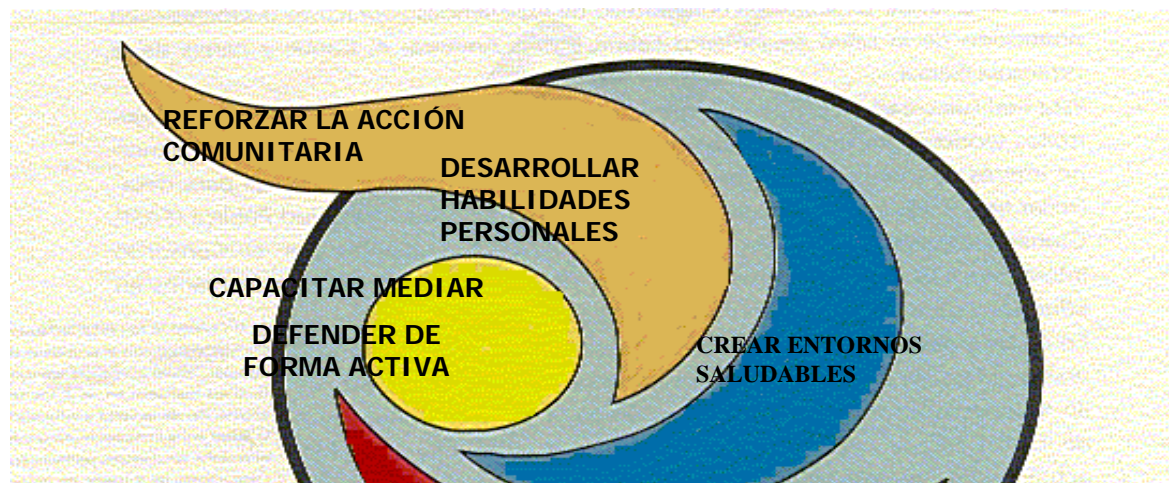 REFORZAR LA ACCIÓN
COMUNITARIA
DESARROLLAR
HABILIDADES
PERSONALES
CAPACITAR MEDIAR
DEFENDER DE
FORMA ACTIVA
CREAR ENTORNOS
SALUDABLES